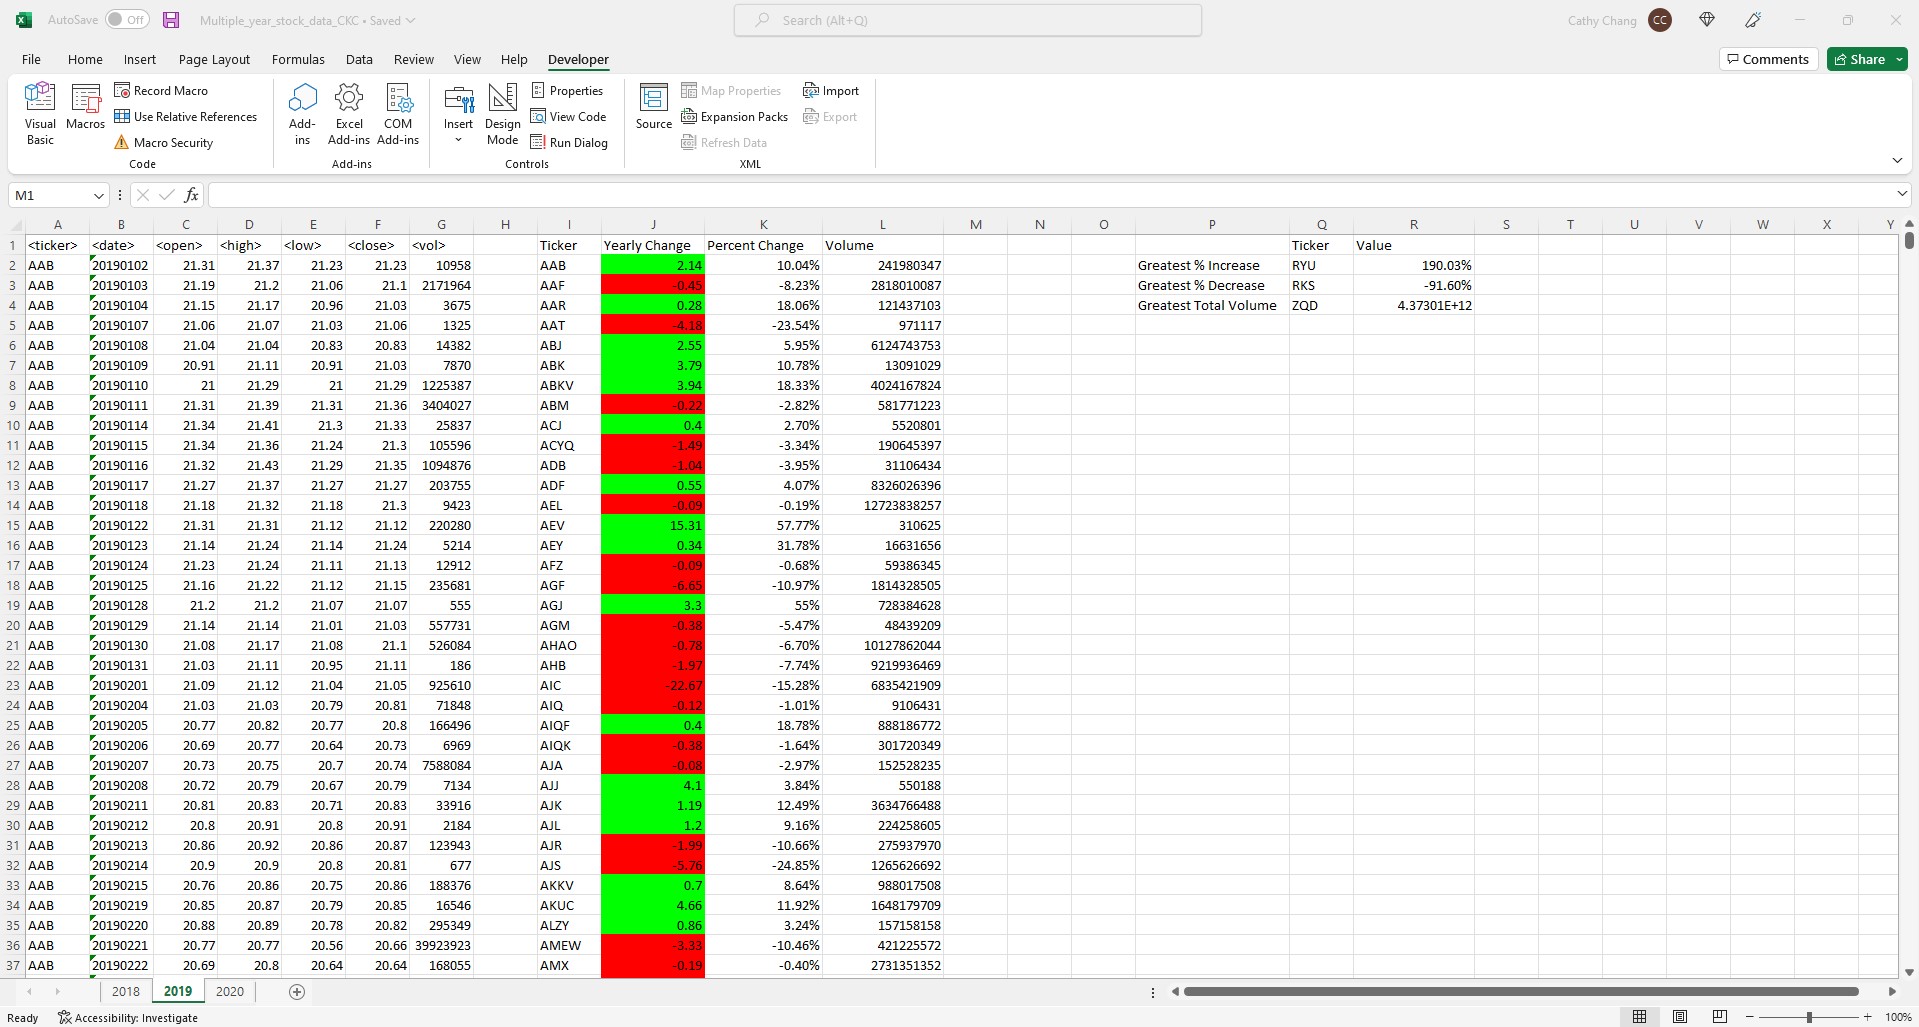 AutoSave Off Multiple_year_stock_data_CKC • Saved Search (Alt+Q) Cathy Chang CC
File Home Insert Page Layout Formulas Data Review View Help Developer Comments Share
Visual Basic
Macros
Record Macro
Use Relative References
Macro Security
Code
Add-ins
Excel Add-ins
COM Add-ins
Add-ins
Insert
Design Mode
Properties
View Code
Run Dialog
Controls
Source
Map Properties
Expansion Packs
Refresh Data
Import
Export
XML
M1 fx
A B C D E F G H I J K L M N O P Q R S T U V W X Y
1 <ticker> <date> <open> <high> <low> <close> <vol> Ticker Yearly Change Percent Change Volume Ticker Value
2 AAB 20190102 21.31 21.37 21.23 21.23 10958 AAB 2.14 10.04% 241980347 Greatest % Increase RYU 190.03%
3 AAB 20190103 21.19 21.2 21.06 21.1 2171964 AAF -0.45 -8.23% 2818010087 Greatest % Decrease RKS -91.60%
4 AAB 20190104 21.15 21.17 20.96 21.03 3675 AAR 0.28 18.06% 121437103 Greatest Total Volume ZQD 4.37301E+12
5 AAB 20190107 21.06 21.07 21.03 21.06 1325 AAT -4.18 -23.54% 971117
6 AAB 20190108 21.04 21.04 20.83 20.83 14382 ABJ 2.55 5.95% 6124743753
7 AAB 20190109 20.91 21.11 20.91 21.03 7870 ABK 3.79 10.78% 13091029
8 AAB 20190110 21 21.29 21 21.29 1225387 ABKV 3.94 18.33% 4024167824
9 AAB 20190111 21.31 21.39 21.31 21.36 3404027 ABM -0.22 -2.82% 581771223
10 AAB 20190114 21.34 21.41 21.3 21.33 25837 ACJ 0.4 2.70% 5520801
11 AAB 20190115 21.34 21.36 21.24 21.3 105596 ACYQ -1.49 -3.34% 190645397
12 AAB 20190116 21.32 21.43 21.29 21.35 1094876 ADB -1.04 -3.95% 31106434
13 AAB 20190117 21.27 21.37 21.27 21.27 203755 ADF 0.55 4.07% 8326026396
14 AAB 20190118 21.18 21.32 21.18 21.3 9423 AEL -0.09 -0.19% 12723838257
15 AAB 20190122 21.31 21.31 21.12 21.12 220280 AEV 15.31 57.77% 310625
16 AAB 20190123 21.14 21.24 21.14 21.24 5214 AEY 0.34 31.78% 16631656
17 AAB 20190124 21.23 21.24 21.11 21.13 12912 AFZ -0.09 -0.68% 59386345
18 AAB 20190125 21.16 21.22 21.12 21.15 235681 AGF -6.65 -10.97% 1814328505
19 AAB 20190128 21.2 21.2 21.07 21.07 555 AGJ 3.3 55% 728384628
20 AAB 20190129 21.14 21.14 21.01 21.03 557731 AGM -0.38 -5.47% 48439209
21 AAB 20190130 21.08 21.17 21.08 21.1 526084 AHAO -0.78 -6.70% 10127862044
22 AAB 20190131 21.03 21.11 20.95 21.11 186 AHB -1.97 -7.74% 9219936469
23 AAB 20190201 21.09 21.12 21.04 21.05 925610 AIC -22.67 -15.28% 6835421909
24 AAB 20190204 21.03 21.03 20.79 20.81 71848 AIQ -0.12 -1.01% 9106431
25 AAB 20190205 20.77 20.82 20.77 20.8 166496 AIQF 0.4 18.78% 888186772
26 AAB 20190206 20.69 20.77 20.64 20.73 6969 AIQK -0.38 -1.64% 301720349
27 AAB 20190207 20.73 20.75 20.7 20.74 7588084 AJA -0.08 -2.97% 152528235
28 AAB 20190208 20.72 20.79 20.67 20.79 7134 AJJ 4.1 3.84% 550188
29 AAB 20190211 20.81 20.83 20.71 20.83 33916 AJK 1.19 12.49% 3634766488
30 AAB 20190212 20.8 20.91 20.8 20.91 2184 AJL 1.2 9.16% 224258605
31 AAB 20190213 20.86 20.92 20.86 20.87 123943 AJR -1.99 -10.66% 275937970
32 AAB 20190214 20.9 20.9 20.8 20.81 677 AJS -5.76 -24.85% 1265626692
33 AAB 20190215 20.76 20.86 20.75 20.86 188376 AKKV 0.7 8.64% 988017508
34 AAB 20190219 20.85 20.87 20.79 20.85 16546 AKUC 4.66 11.92% 1648179709
35 AAB 20190220 20.88 20.89 20.78 20.82 295349 ALZY 0.86 3.24% 157158158
36 AAB 20190221 20.77 20.77 20.56 20.66 39923923 AMEW -3.33 -10.46% 421225572
37 AAB 20190222 20.69 20.8 20.64 20.64 168055 AMX -0.19 -0.40% 2731351352
2018 2019 2020
Ready Accessibility: Investigate 100%